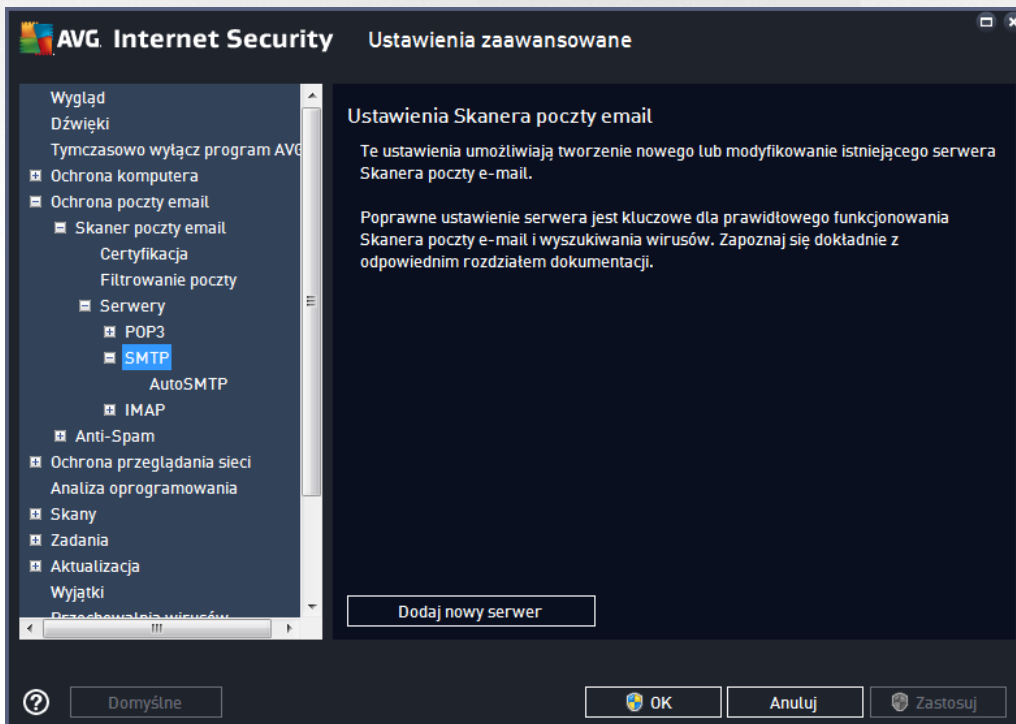 AVG Internet Security Ustawienia zaawansowane
Wygląd
Dźwięki
Tymczasowo wyłącz program AVG
Ochrona komputera
Ochrona poczty email
Skaner poczty email
Certyfikacja
Filtrowanie poczty
Serwery
POP3
SMTP
AutoSMTP
IMAP
Anti-Spam
Ochrona przeglądania sieci
Analiza oprogramowania
Skany
Zadania
Aktualizacja
Wyjątki
Przechowalnia wirusów
Ustawienia Skanera poczty email
Te ustawienia umożliwiają tworzenie nowego lub modyfikowanie istniejącego serwera
Skanera poczty e-mail.
Poprawne ustawienie serwera jest kluczowe dla prawidłowego funkcjonowania
Skanera poczty e-mail i wyszukiwania wirusów. Zapoznaj się dokładnie z
odpowiednim rozdziałem dokumentacji.
Dodaj nowy serwer
Domyślne
OK
Anuluj
Zastosuj